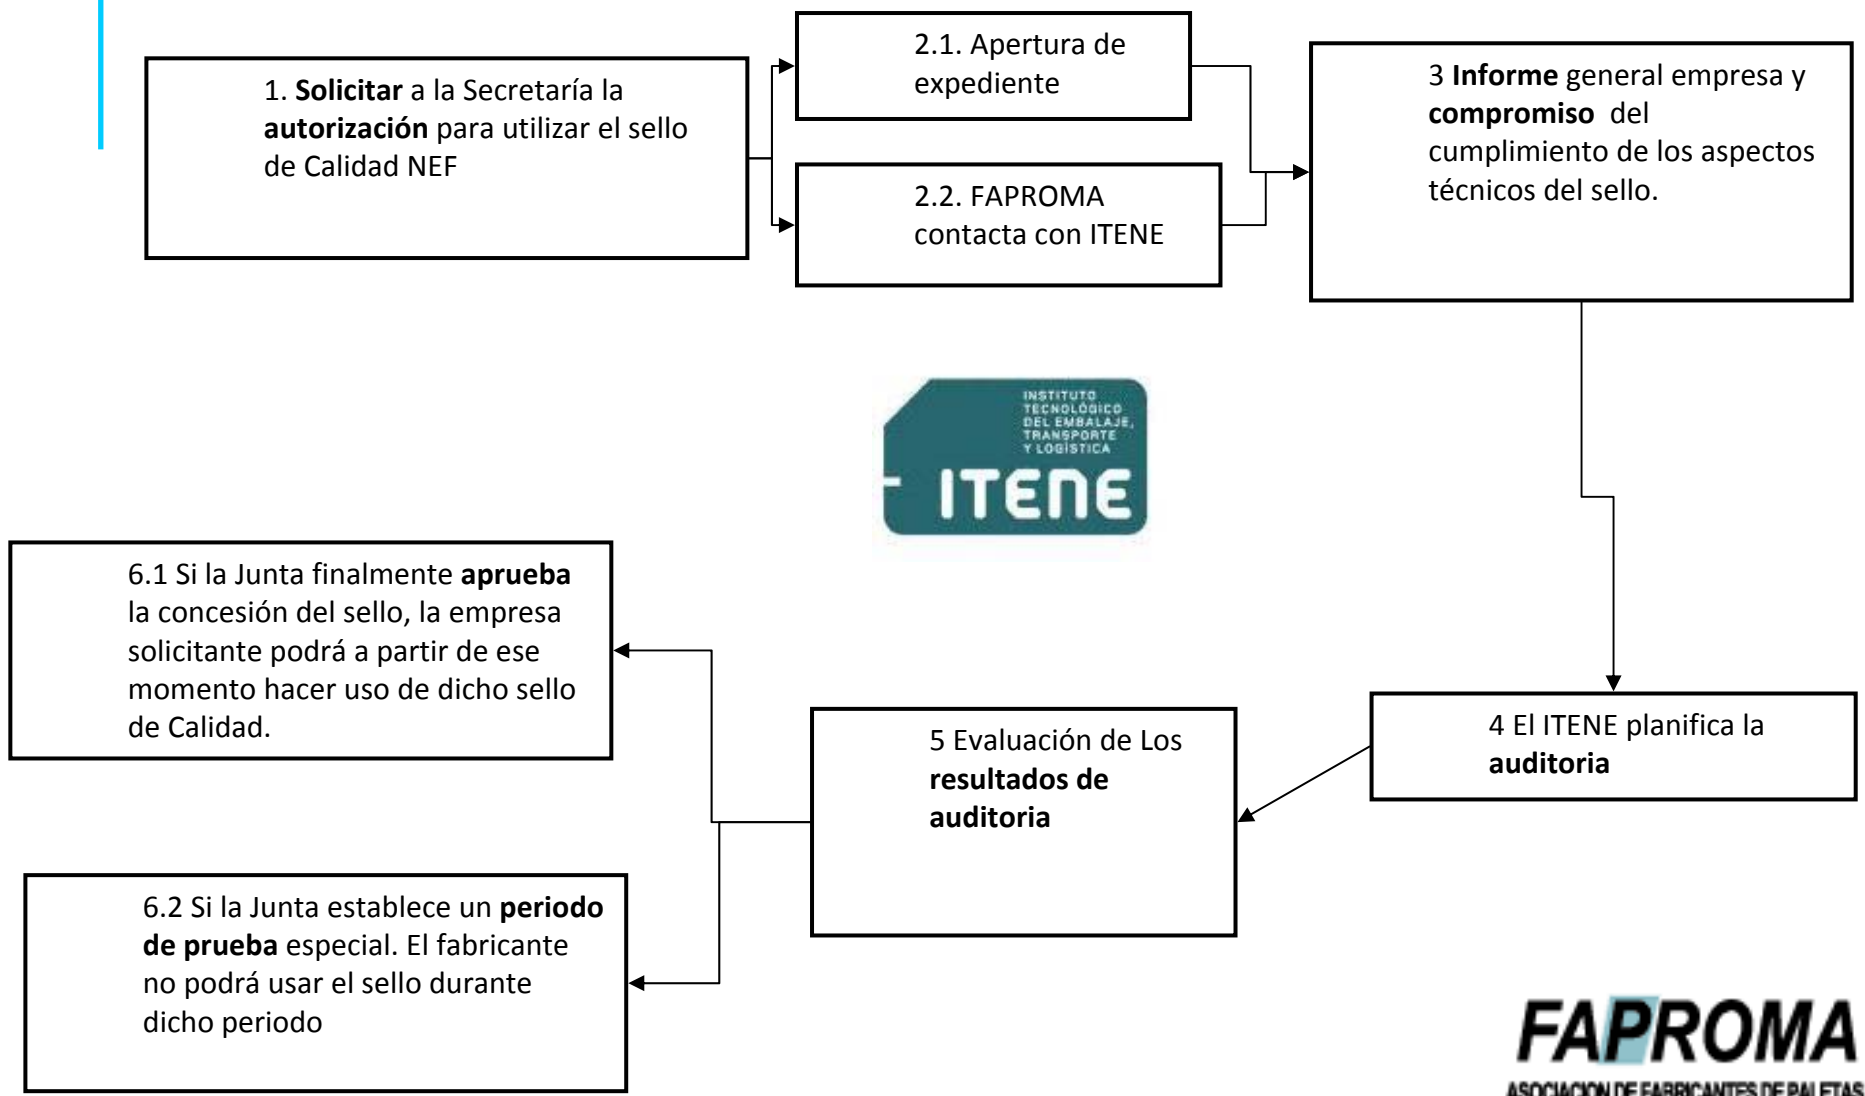 1. Solicitar a la Secretaría la
autorización para utilizar el sello
de Calidad NEF
2.1. Apertura de
expediente
2.2. FAPROMA
contacta con ITENE
3 Informe general empresa y
compromiso  del
cumplimiento de los aspectos
técnicos del sello.
INSTITUTO
TECNOLÓGICO
DEL EMBALAJE,
TRANSPORTE
Y LOGÍSTICA
ITENE
4 El ITENE planifica la
auditoria
5 Evaluación de Los
resultados de
auditoria
6.1 Si la Junta finalmente aprueba
la concesión del sello, la empresa
solicitante podrá a partir de ese
momento hacer uso de dicho sello
de Calidad.
6.2 Si la Junta establece un periodo
de prueba especial. El fabricante
no podrá usar el sello durante
dicho periodo
FAPROMA
ASOCIACION DE FABRICANTES DE PALETAS